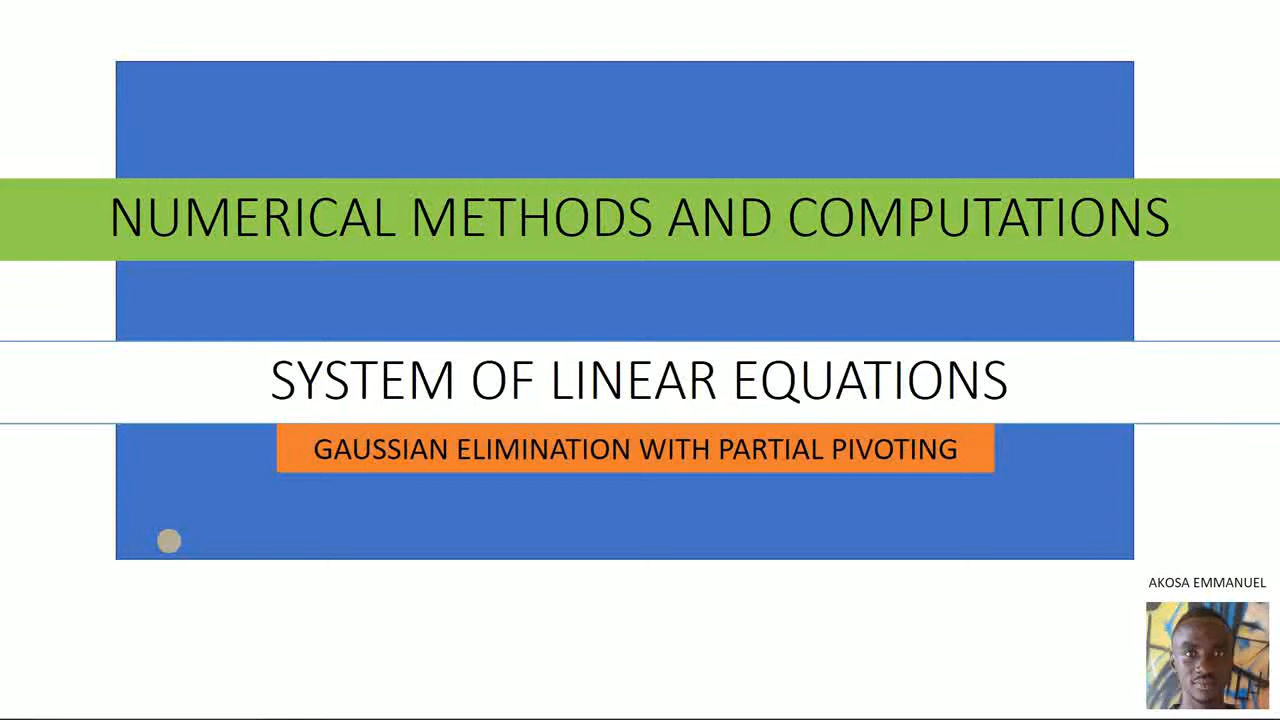 NUMERICAL METHODS AND COMPUTATIONS
SYSTEM OF LINEAR EQUATIONS
GAUSSIAN ELIMINATION WITH PARTIAL PIVOTING
AKOSA EMMANUEL